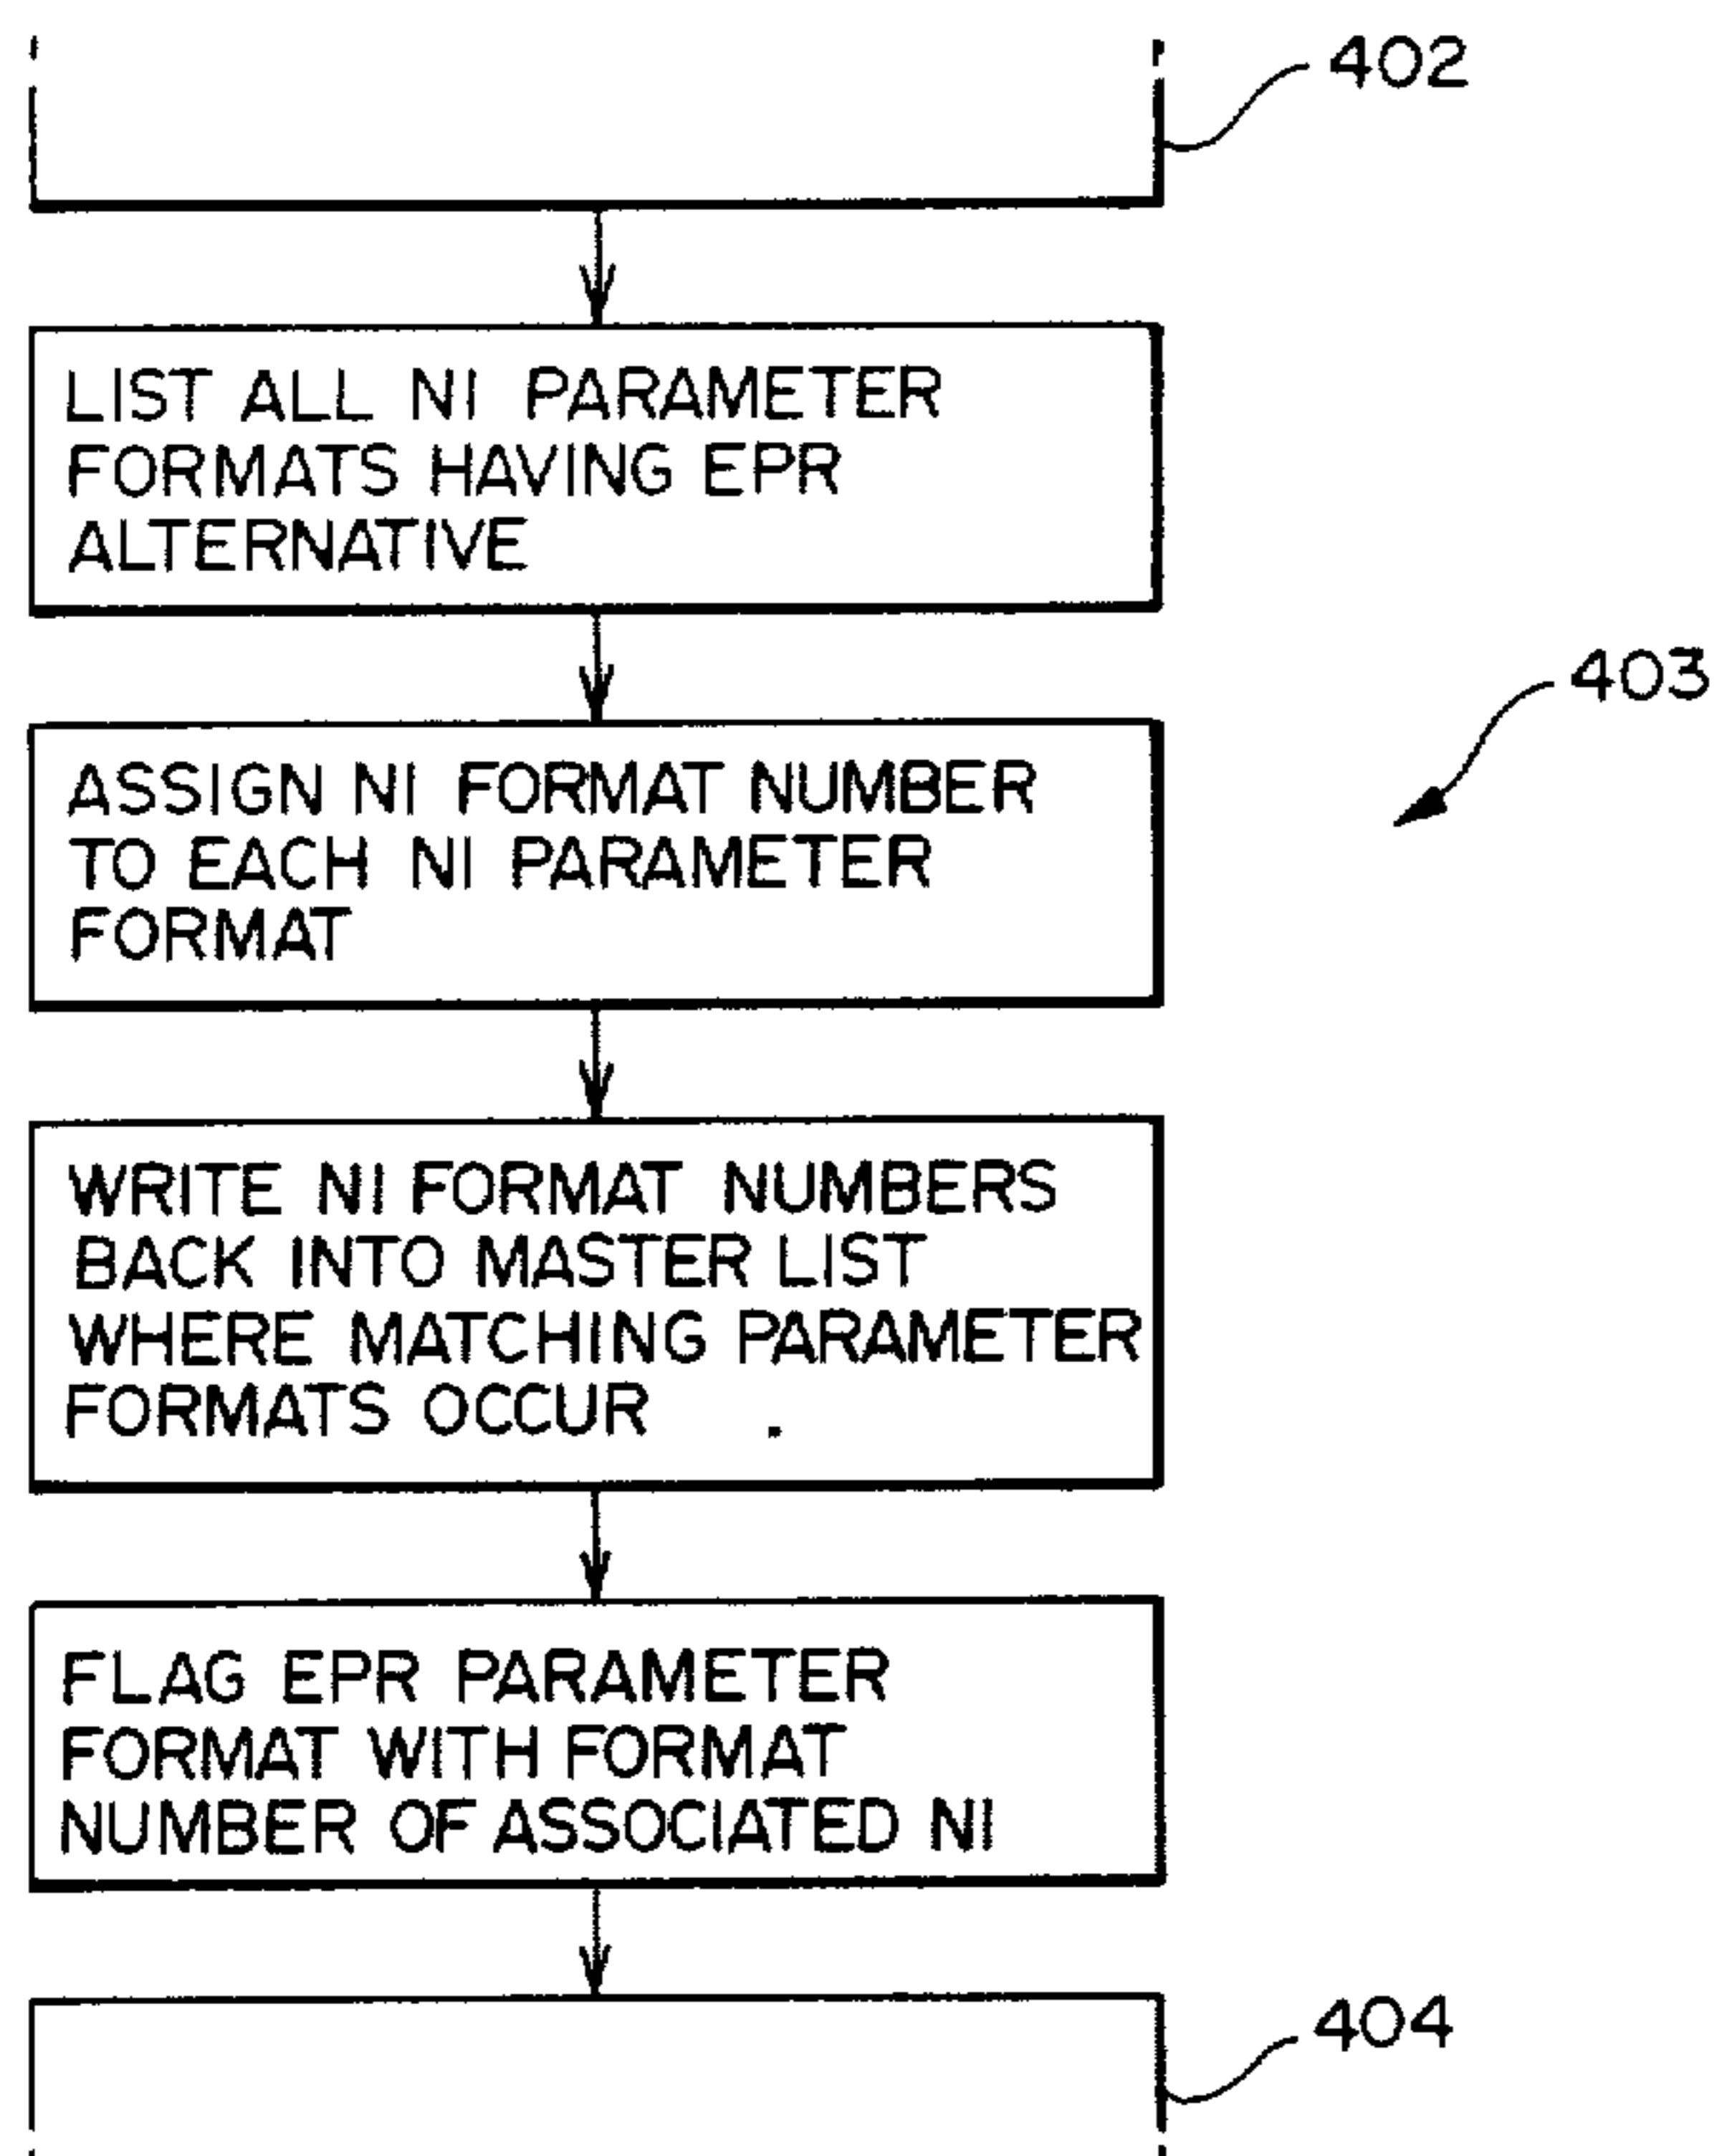 402
LIST ALL NI PARAMETER
FORMATS HAVING EPR
ALTERNATIVE
403
ASSIGN NI FORMAT NUMBER
TO EACH NI PARAMETER
FORMAT
WRITE NI FORMAT NUMBERS
BACK INTO MASTER LIST
WHERE MATCHING PARAMETER
FORMATS OCCUR .
FLAG EPR PARAMETER
FORMAT WITH FORMAT
NUMBER OF ASSOCIATED NI
404